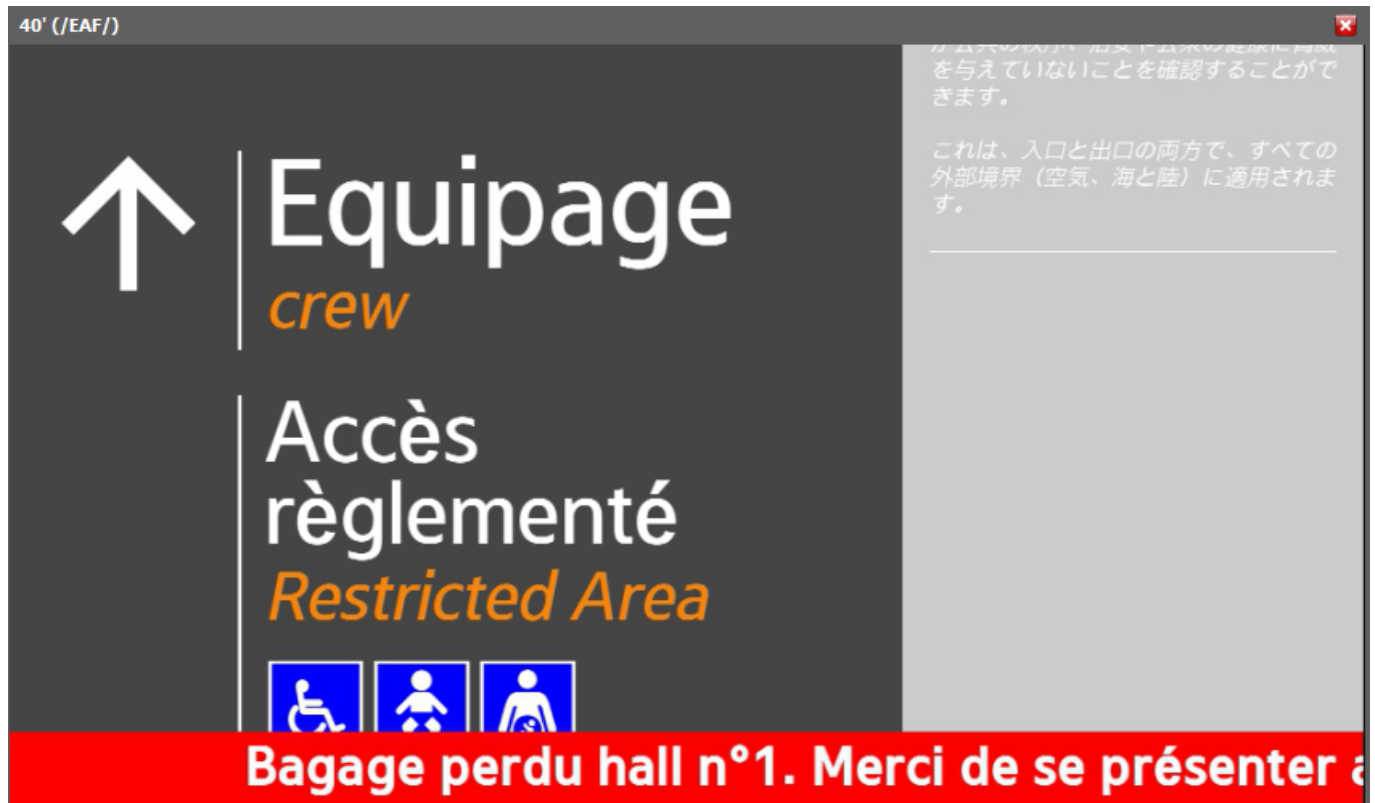 40' (/EAF/)
を与えていないことを確認することがで
きます。
これは、入口と出口の両方で、すべての
外部境界（空気、海と陸）に適用されま
す。
Equipage
crew
Accès
règlementé
Restricted Area
Bagage perdu hall n°1. Merci de se présenter